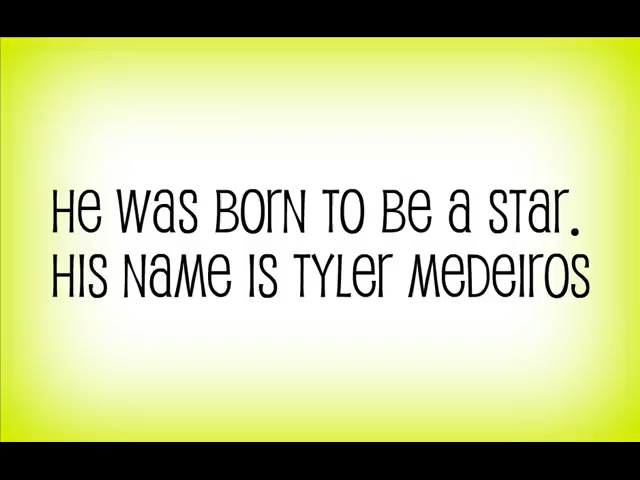 He was born to be a star.
His name is Tyler Medeiros